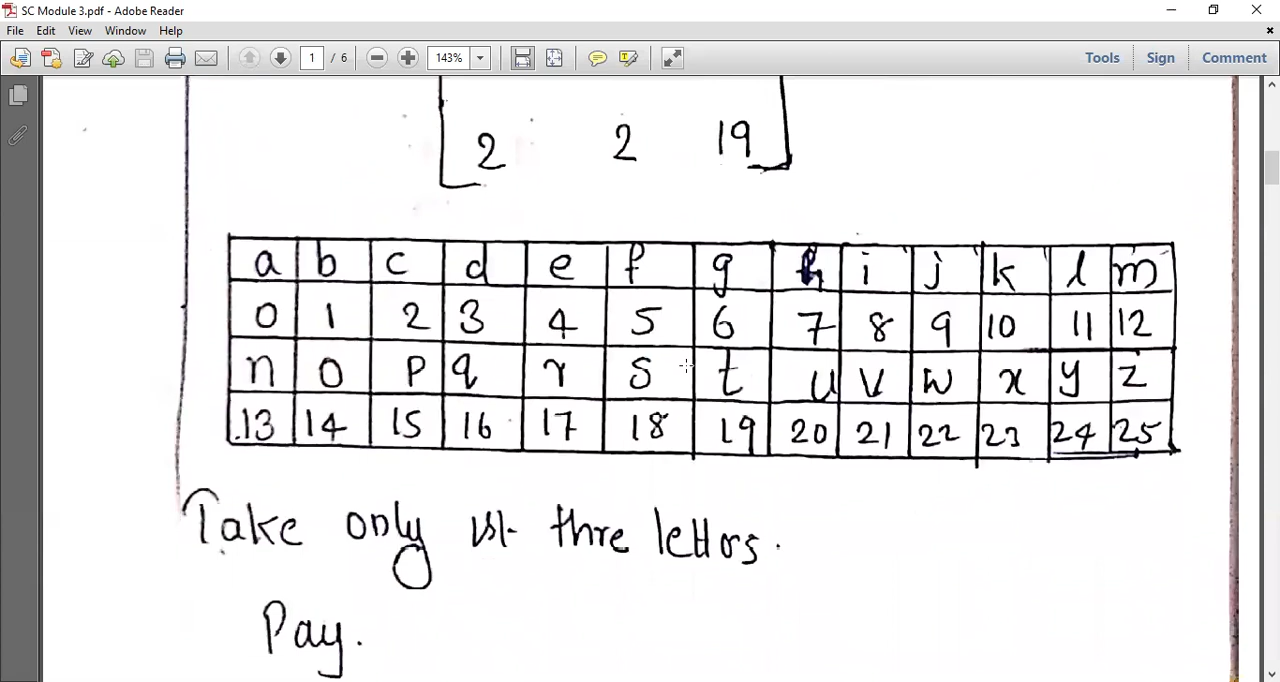 SC Module 3.pdf - Adobe Reader
File Edit View Window Help
1 / 6 143% Tools Sign Comment
2 2 19
a b c d e f g h i j k l m
0 1 2 3 4 5 6 7 8 9 10 11 12
n o p q r s t u v w x y z
13 14 15 16 17 18 19 20 21 22 23 24 25
Take only 1st thre lettors.
Pay.